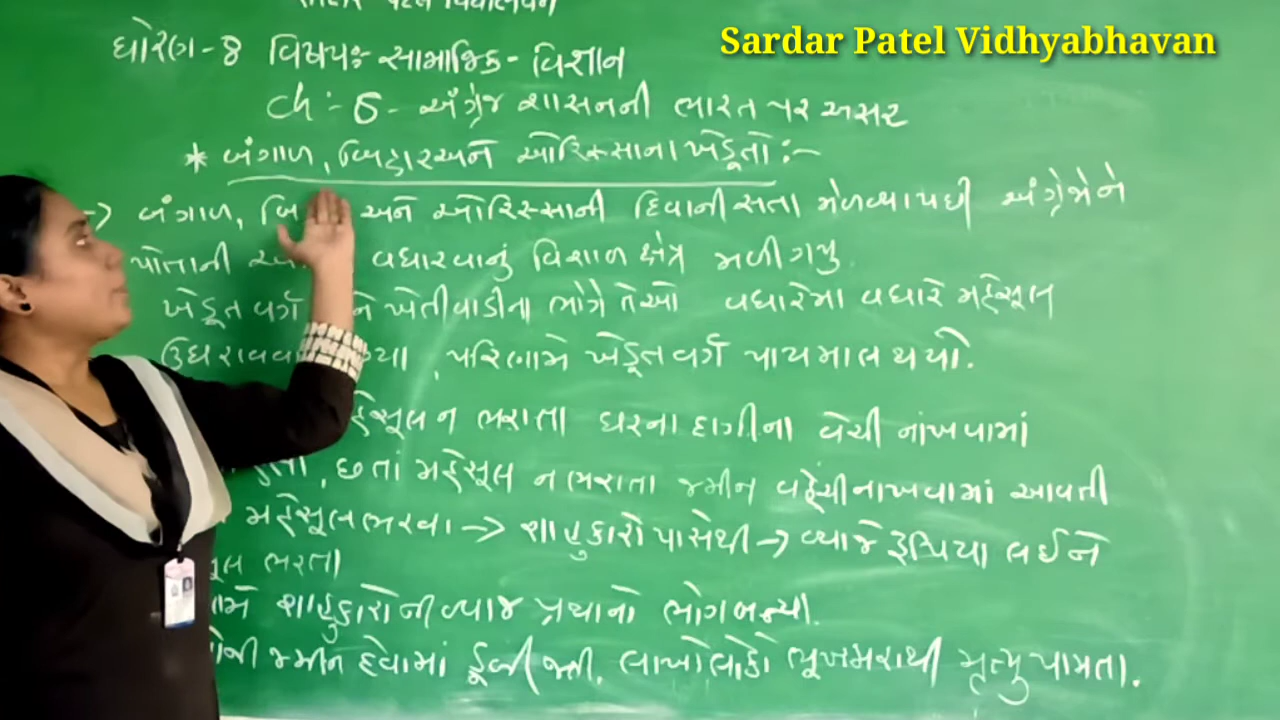 Sardar Patel Vidhyabhavan
ધોરણ-8 વિષયઃ સામાજિક-વિજ્ઞાન
ch:-5- અંગ્રેજ શાસનની ભારત પર અસર
* બંગાળ, બિહાર અને ઓરિસ્સાના ખેડૂતો:-
-> બંગાળ, બિ અને ઓરિસ્સાની દિવાની સતા મેળવ્યા પછી અંગ્રેજોને
પોતાની વધારવાનું વિશાળ ક્ષેત્ર મળી ગયુ.
ખેડૂત વર્ગ ને ખેતીવાડીના ભોગે તેઓ વધારેમા વધારે મહેસૂલ
ઉઘરાવવા , પરિણામે ખેડૂત વર્ગ પાયમાલ થયો.
હેસૂલ ન ભરાતા ઘરના દાગીના વેચી નાંખવામાં
, છતાં મહેસૂલ ન ભરાતા જમીન વહેચી નાખવામાં આવતી
મહેસૂલ ભરવા -> શાહુકારો પાસેથી -> વ્યાજે રૂપિયા લઈને
સૂલ ભરતા
ામે શાહુકારોની વ્યાજ પ્રથાનો ભોગ બન્યા.
જમીન દેવામાં ડૂબી જતી. લાખો લોકો ભૂખમરાથી મૃત્યુ પામતા.